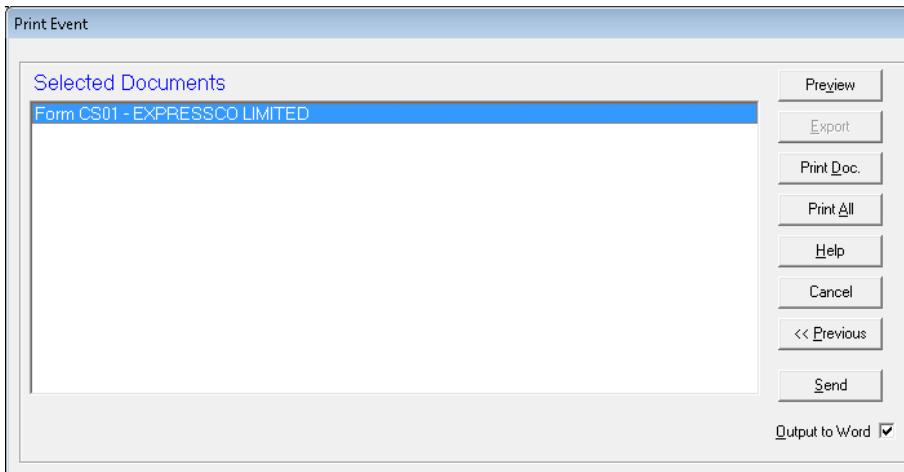 Print Event
Selected Documents
Form CS01 - EXPRESSCO LIMITED
Preview
Export
Print Doc.
Print All
Help
Cancel
<< Previous
Send
Output to Word